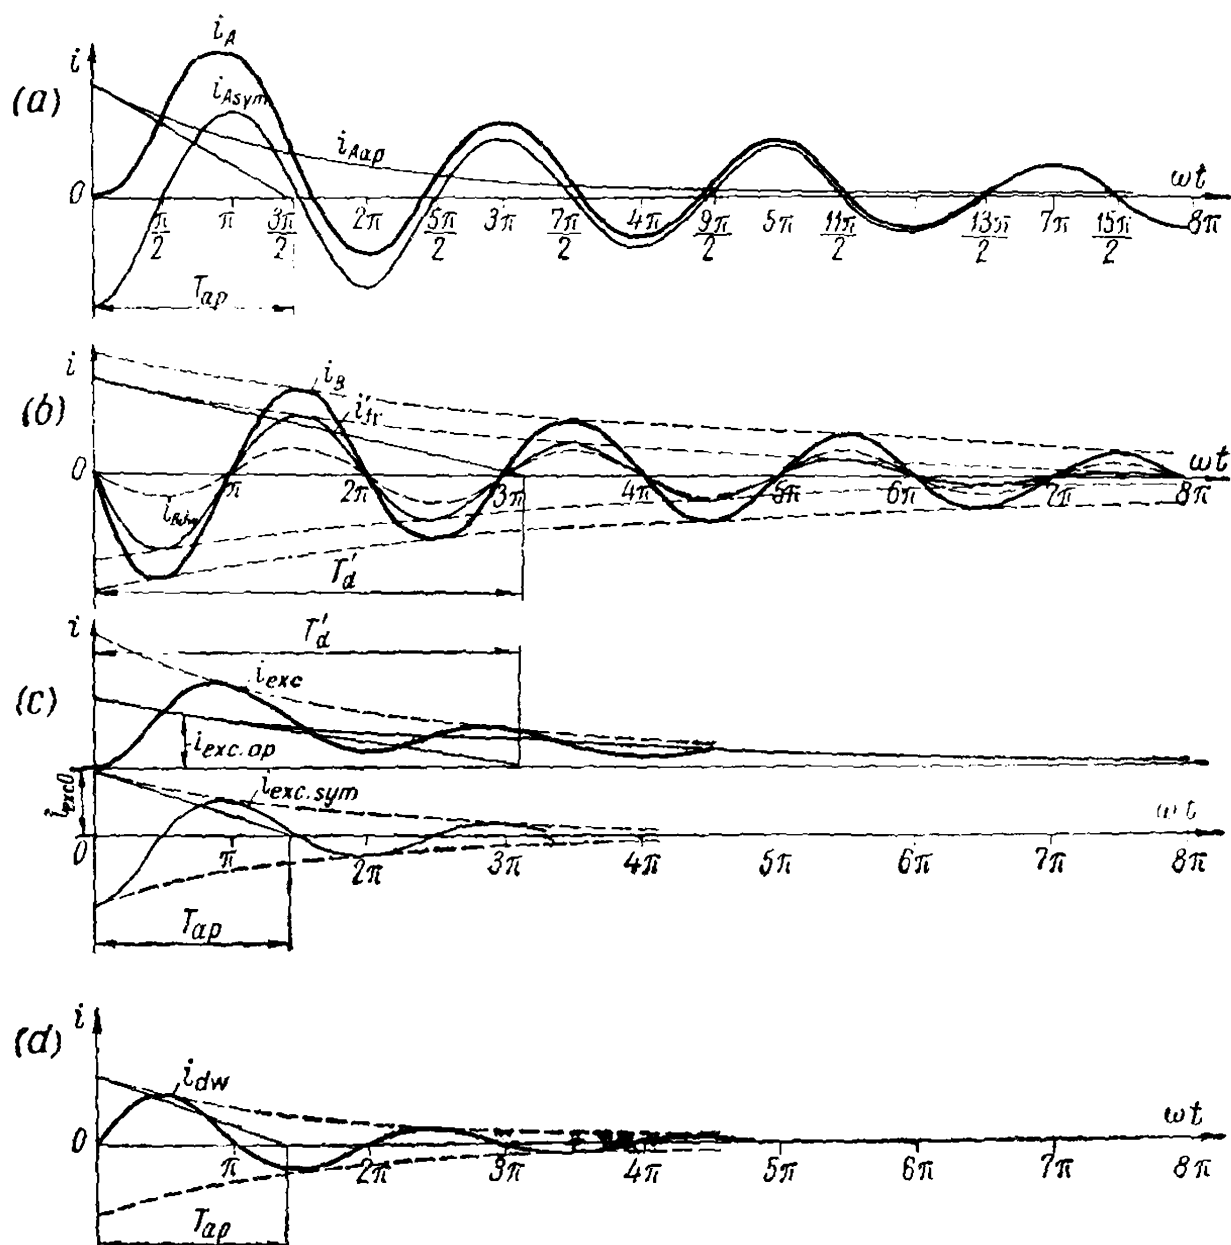 (a)
i
i_A
i_Asym
i_Aap
0
π/2 π 3π/2 2π 5π/2 3π 7π/2 4π 9π/2 5π 11π/2 13π/2 7π 15π/2 8π
ωt
T_ap
(b)
i
i_B
i'_tr
0
π 2π 3π 4π 5π 6π 7π 8π
ωt
T'_d
(c)
i
T'_d
i_exc
i_exc.ap
i_exc0
i_exc.sym
0
π 2π 3π 4π 5π 6π 7π 8π
ωt
T_ap
(d)
i
i_dw
0
π 2π 3π 4π 5π 6π 7π 8π
ωt
T_ap